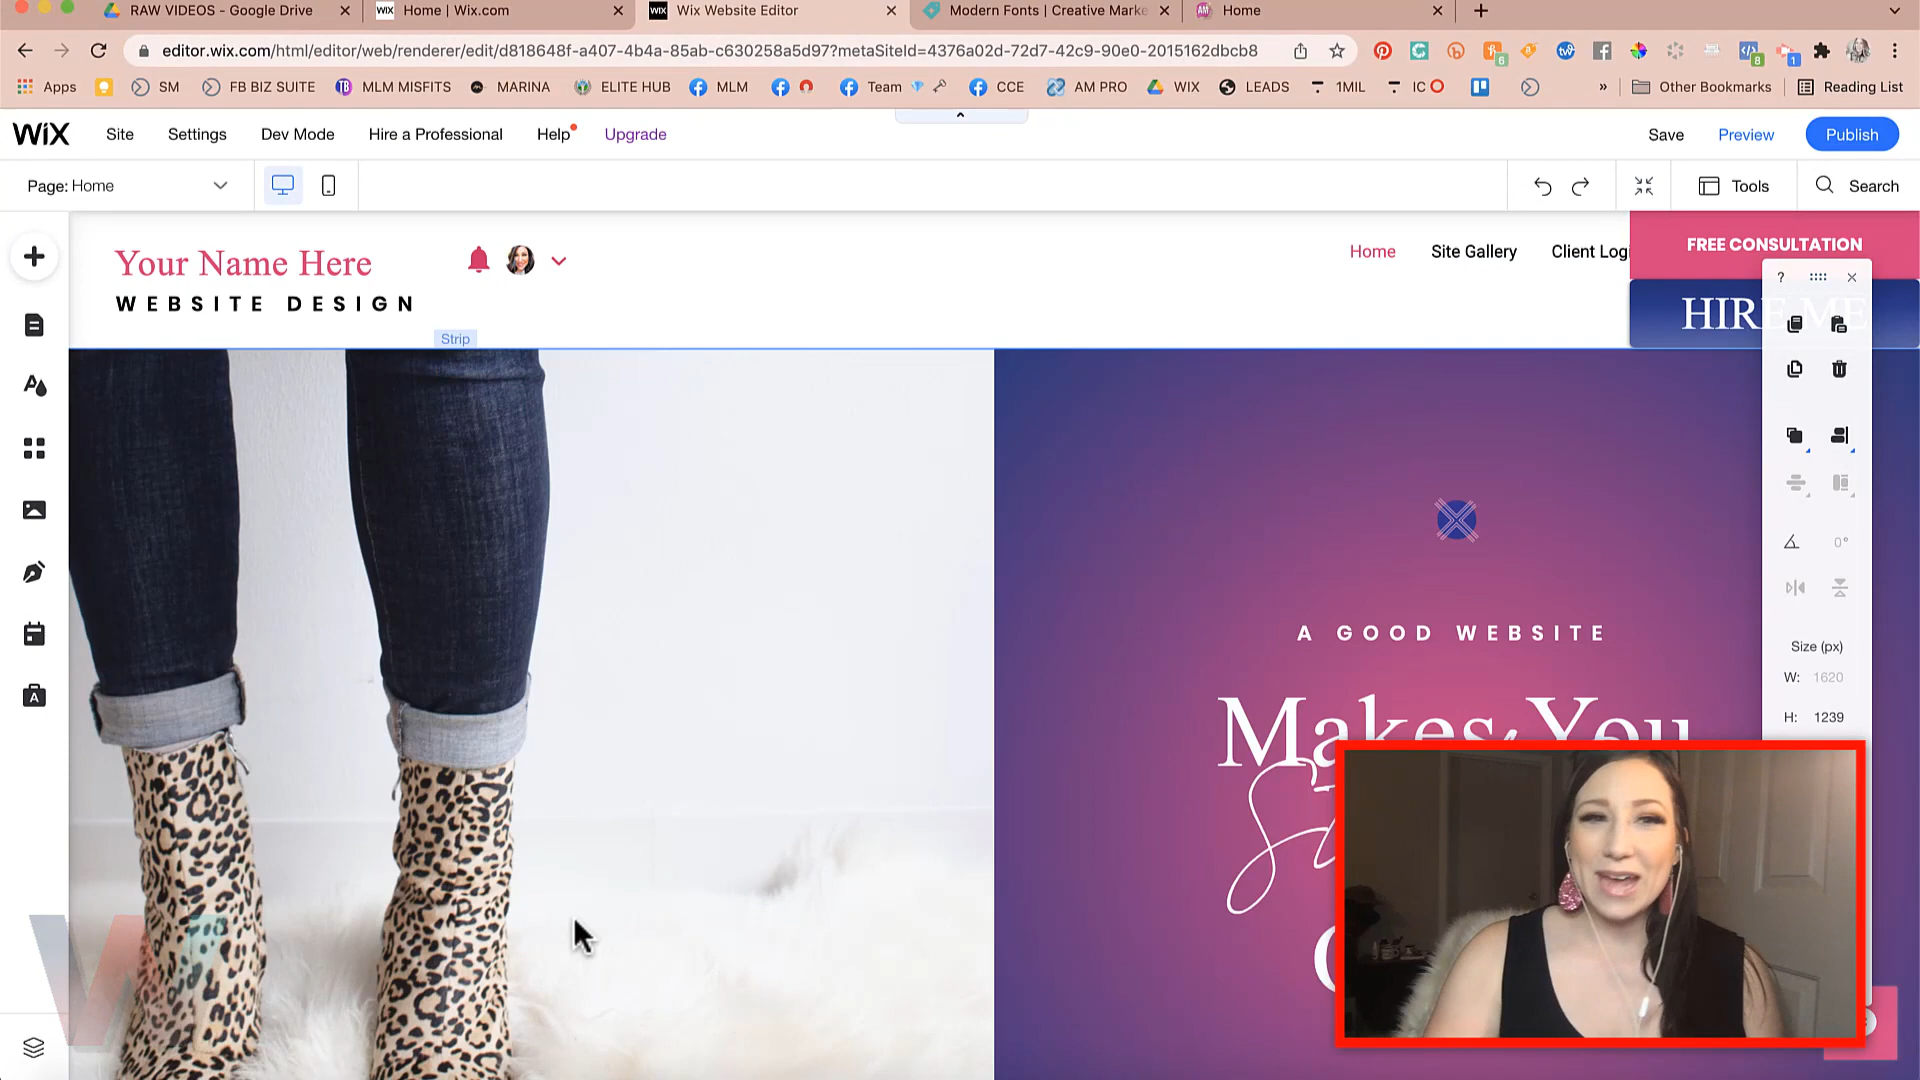 RAW VIDEOS - Google Drive
Home | Wix.com
Wix Website Editor
Modern Fonts | Creative Marke
Home
editor.wix.com/html/editor/web/renderer/edit/d818648f-a407-4b4a-85ab-c630258a5d97?metaSiteId=4376a02d-72d7-42c9-90e0-2015162dbcb8
Apps
SM
FB BIZ SUITE
MLM MISFITS
MARINA
ELITE HUB
MLM
Team
CCE
AM PRO
WIX
LEADS
1MIL
IC
»
Other Bookmarks
Reading List
WiX
Site
Settings
Dev Mode
Hire a Professional
Help
Upgrade
Save
Preview
Publish
Page: Home
Tools
Search
Your Name Here
WEBSITE DESIGN
Home
Site Gallery
Client Logi
FREE CONSULTATION
HIRE ME
Strip
0°
Size (px)
W: 1620
H: 1239
A GOOD WEBSITE
Makes You